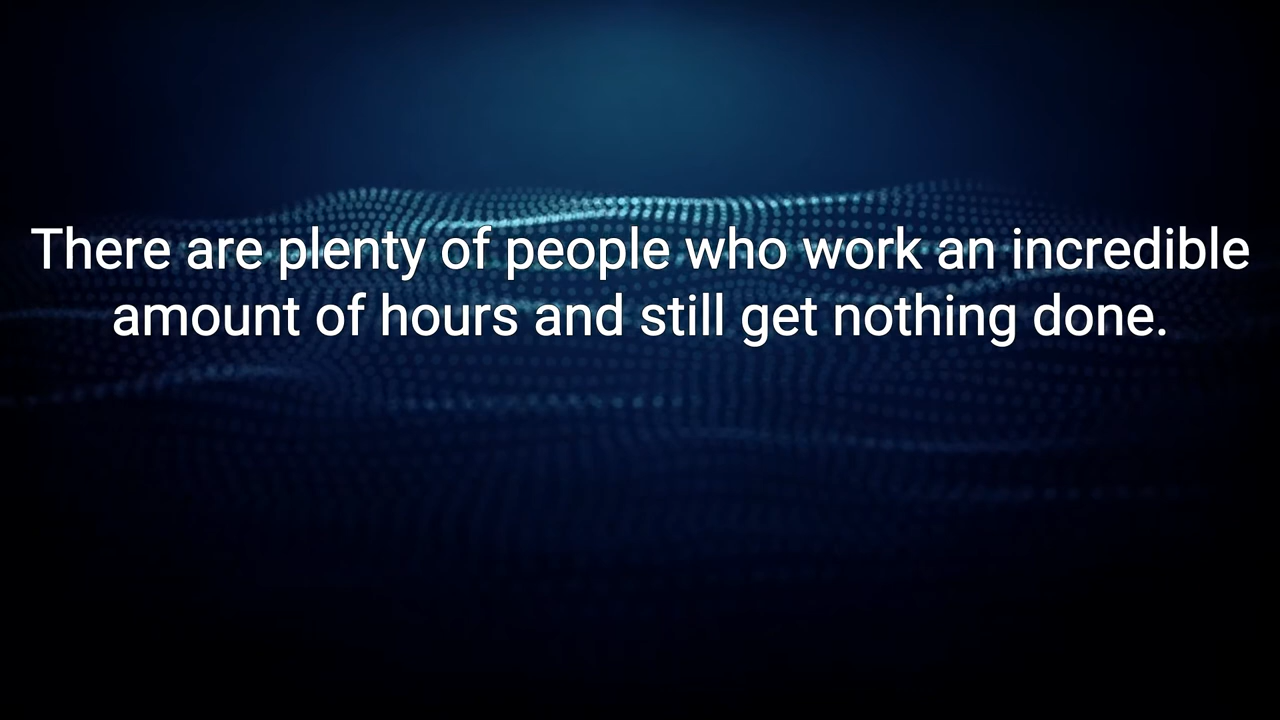 There are plenty of people who work an incredible
amount of hours and still get nothing done.